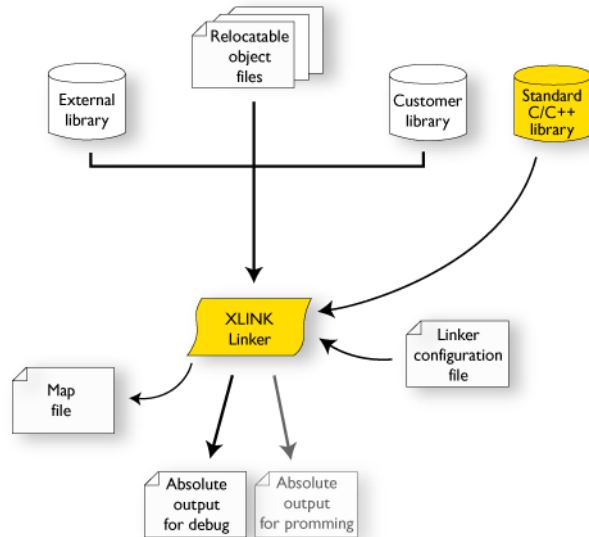 Relocatable
object
files
External
library
Customer
library
Standard
C/C++
library
XLINK
Linker
Linker
configuration
file
Map
file
Absolute
output
for debug
Absolute
output
for promming